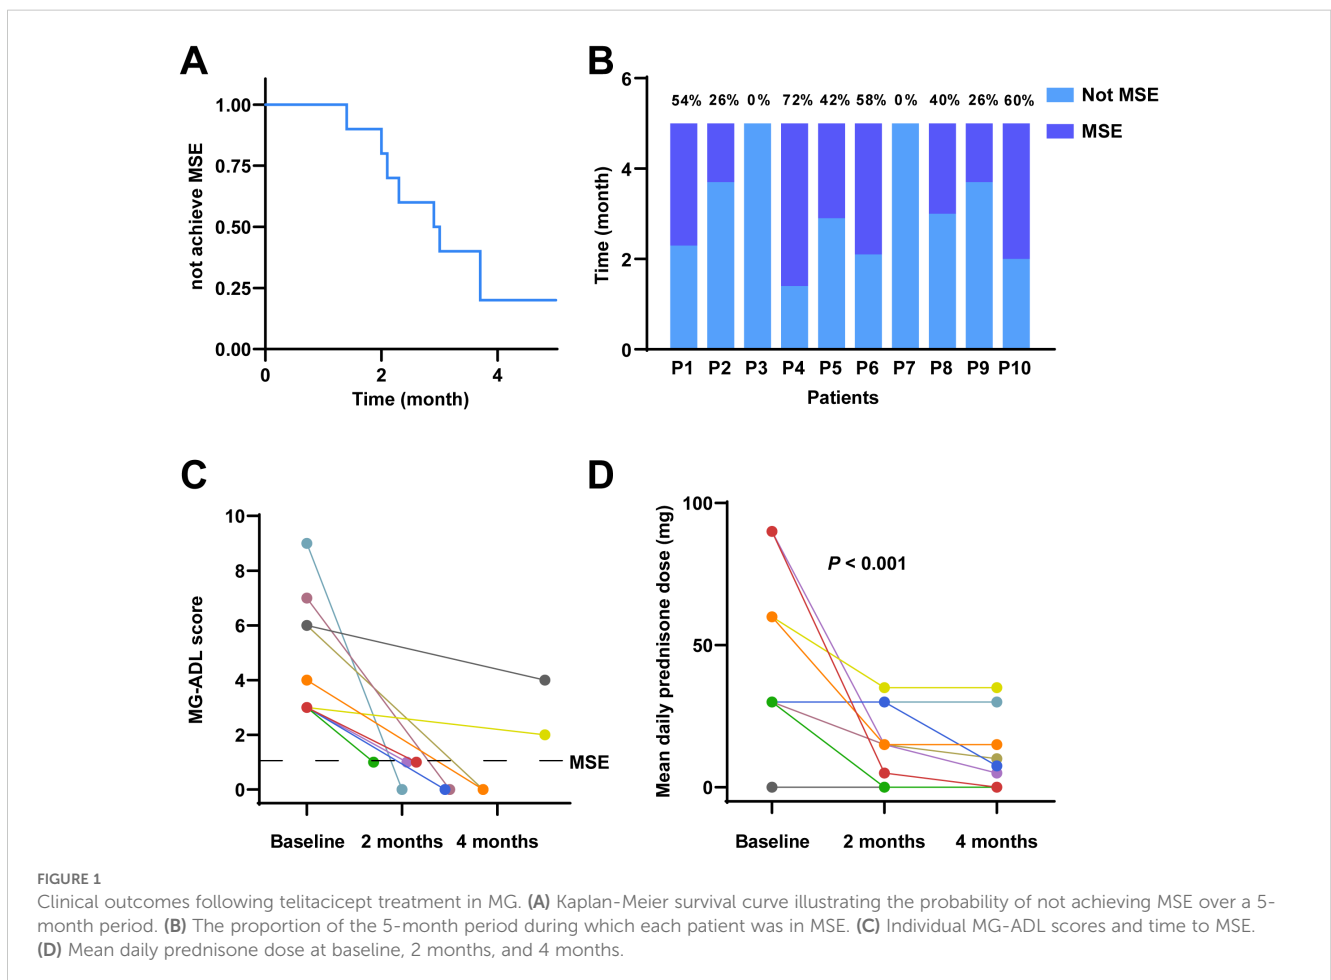 A
1.00
0.75
0.50
0.25
0.00
not achieve MSE
0 2 4
Time (month)
B
6
4
2
0
Time (month)
54% 26% 0% 72% 42% 58% 0% 40% 26% 60%
P1 P2 P3 P4 P5 P6 P7 P8 P9 P10
Patients
Not MSE
MSE
C
10
8
6
4
2
0
MG-ADL score
MSE
Baseline 2 months 4 months
D
100
50
0
Mean daily prednisone dose (mg)
P < 0.001
Baseline 2 months 4 months
FIGURE 1
Clinical outcomes following telitacicept treatment in MG. (A) Kaplan-Meier survival curve illustrating the probability of not achieving MSE over a 5-
month period. (B) The proportion of the 5-month period during which each patient was in MSE. (C) Individual MG-ADL scores and time to MSE.
(D) Mean daily prednisone dose at baseline, 2 months, and 4 months.